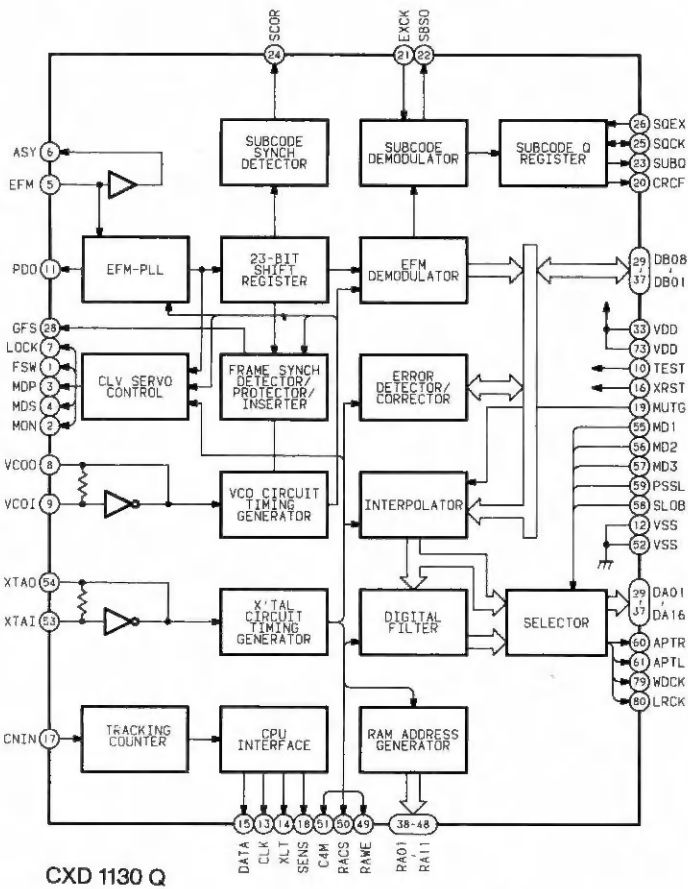 SCOR
24
EXCK
21
SBSO
22
ASY 6
EFM 5
SUBCODE
SYNCH
DETECTOR
SUBCODE
DEMODULATOR
SUBCODE Q
REGISTER
26 SQEX
25 SQCK
23 SUBQ
20 CRCF
PDO 11
EFM-PLL
23-BIT
SHIFT
REGISTER
EFM
DEMODULATOR
29
37
DB08
DB01
GFS 28
LOCK 7
FSW 1
MDP 3
MDS 4
MON 2
CLV SERVO
CONTROL
FRAME SYNCH
DETECTOR/
PROTECTOR/
INSERTER
ERROR
DETECTOR/
CORRECTOR
33 VDD
73 VDD
10 TEST
16 XRST
19 MUTG
55 MD1
56 MD2
57 MD3
59 PSSL
58 SLOB
12 VSS
52 VSS
VCOO 8
VCOI 9
VCO CIRCUIT
TIMING
GENERATOR
INTERPOLATOR
XTAO 54
XTAI 53
X'TAL
CIRCUIT
TIMING
GENERATOR
DIGITAL
FILTER
SELECTOR
29
37
DA01
DA16
60 APTR
61 APTL
79 WDCK
80 LRCK
CNIN 17
TRACKING
COUNTER
CPU
INTERFACE
RAM ADDRESS
GENERATOR
15 13 14 18 51 50 49 38-48
DATA
CLK
XLT
SENS
C4M
RACS
RAWE
RA01
RA11
CXD 1130 Q